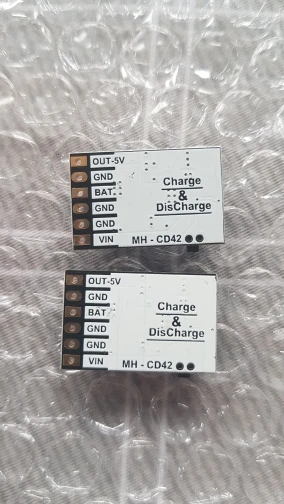 OUT-5V
GND
BAT
GND
GND
VIN
Charge
&
DisCharge
MH - CD42
OUT-5V
GND
BAT
GND
GND
VIN
Charge
&
DisCharge
MH - CD42